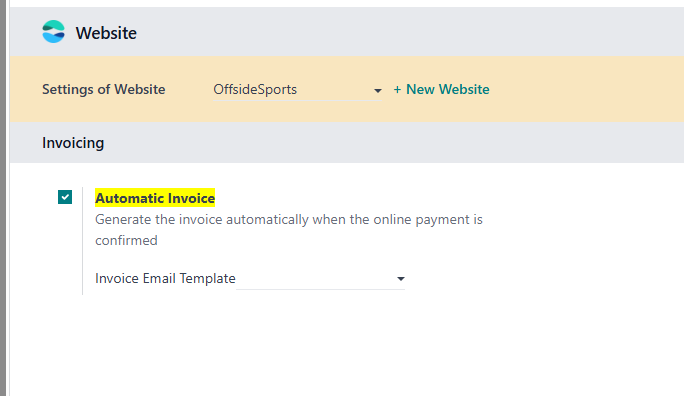 Website
Settings of Website OffsideSports + New Website
Invoicing
Automatic Invoice
Generate the invoice automatically when the online payment is
confirmed
Invoice Email Template